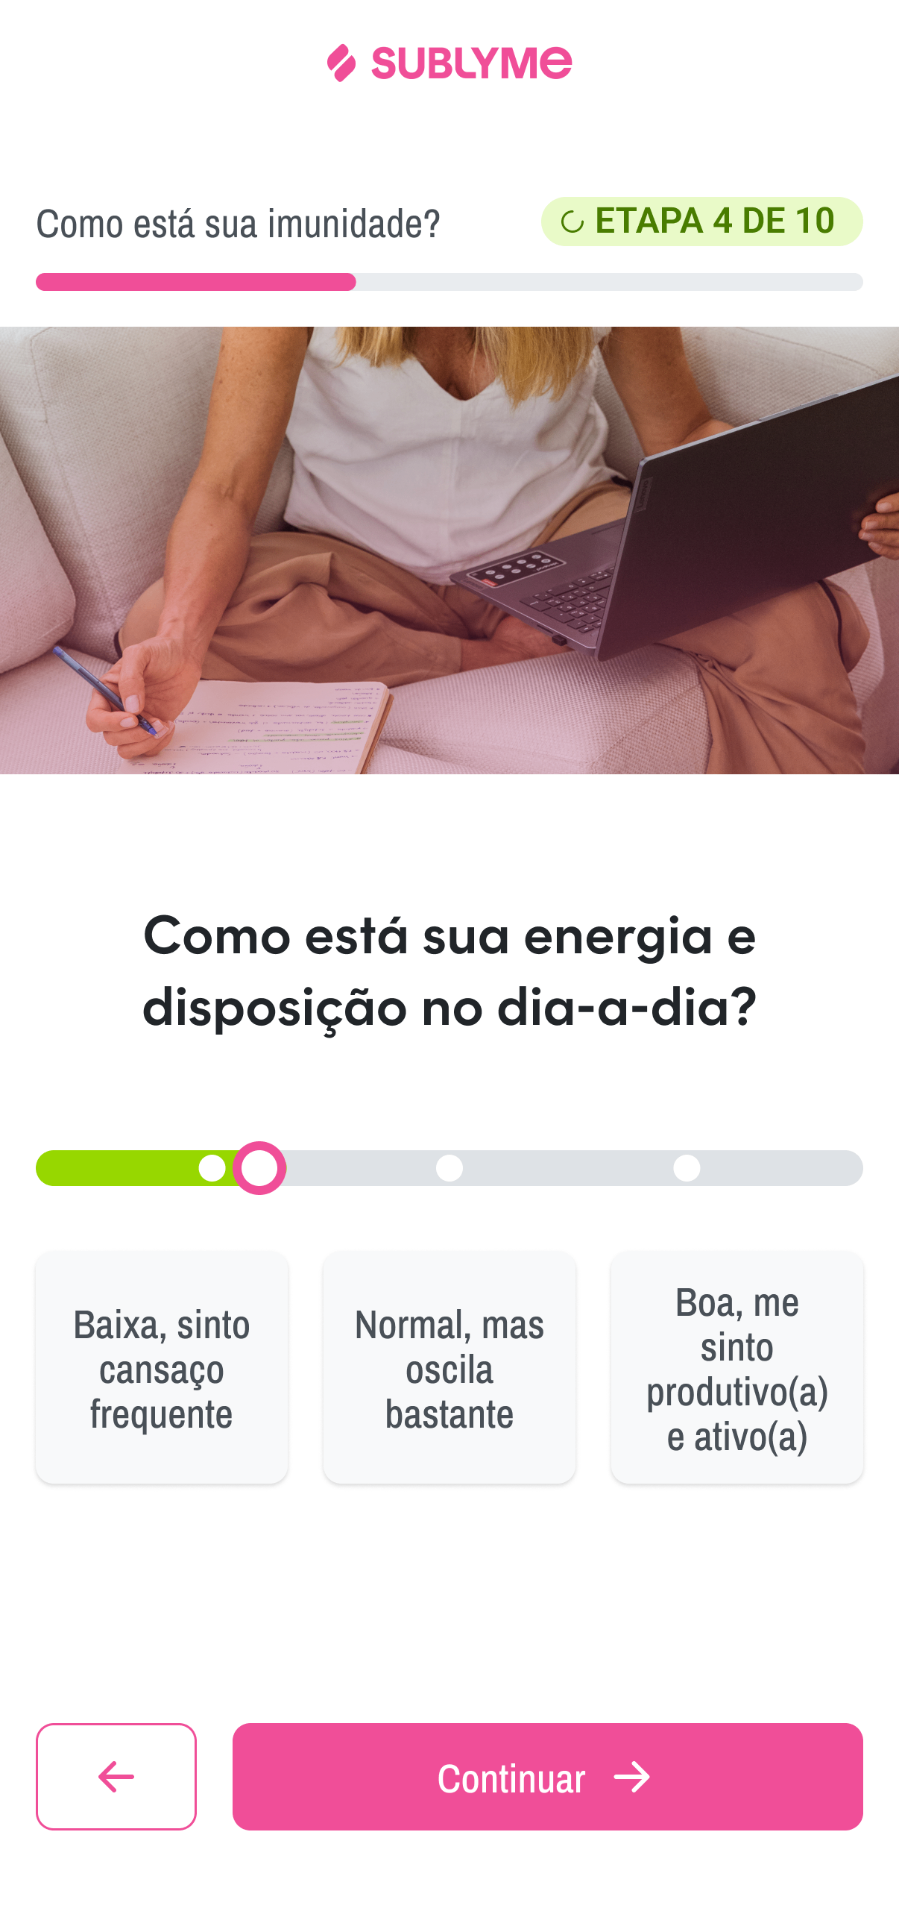 SUBLYME
Como está sua imunidade?
ETAPA 4 DE 10
Como está sua energia e
disposição no dia-a-dia?
Baixa, sinto
cansaço
frequente
Normal, mas
oscila
bastante
Boa, me
sinto
produtivo(a)
e ativo(a)
Continuar